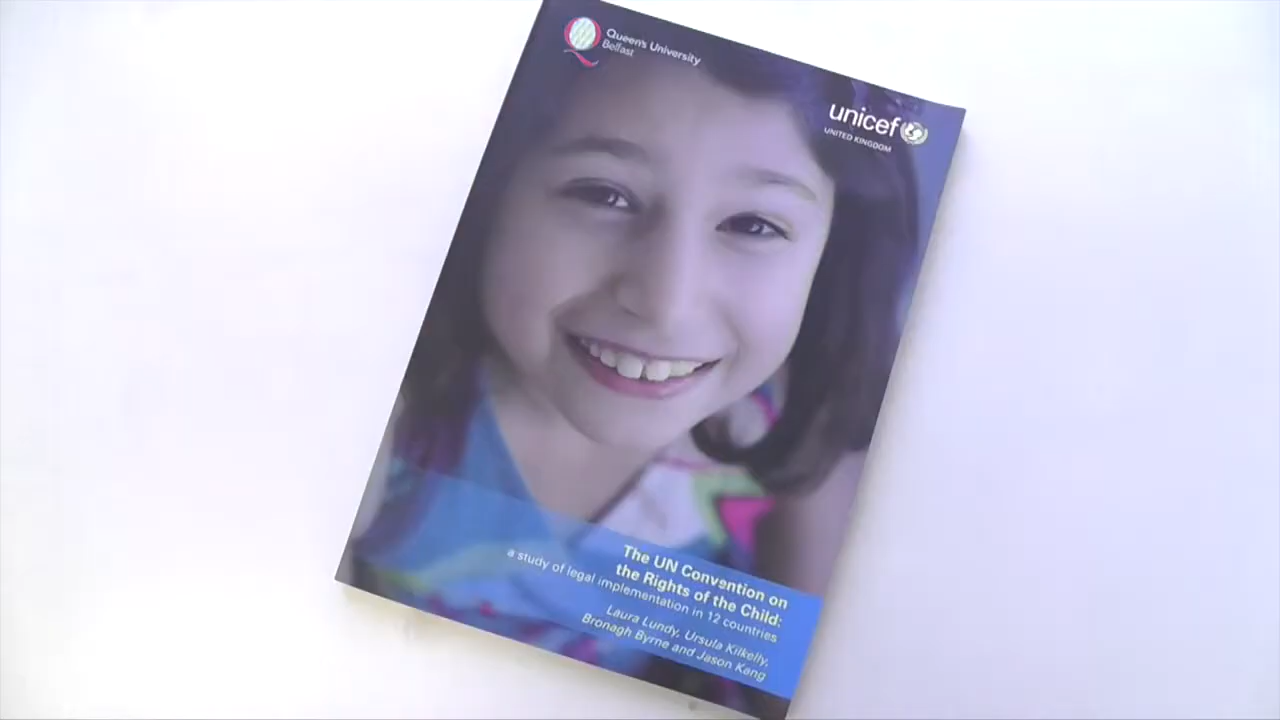 Queen's University
Belfast
unicef
UNITED KINGDOM
The UN Convention on
the Rights of the Child:
a study of legal implementation in 12 countries
Laura Lundy, Ursula Kilkelly,
Bronagh Byrne and Jason Kang